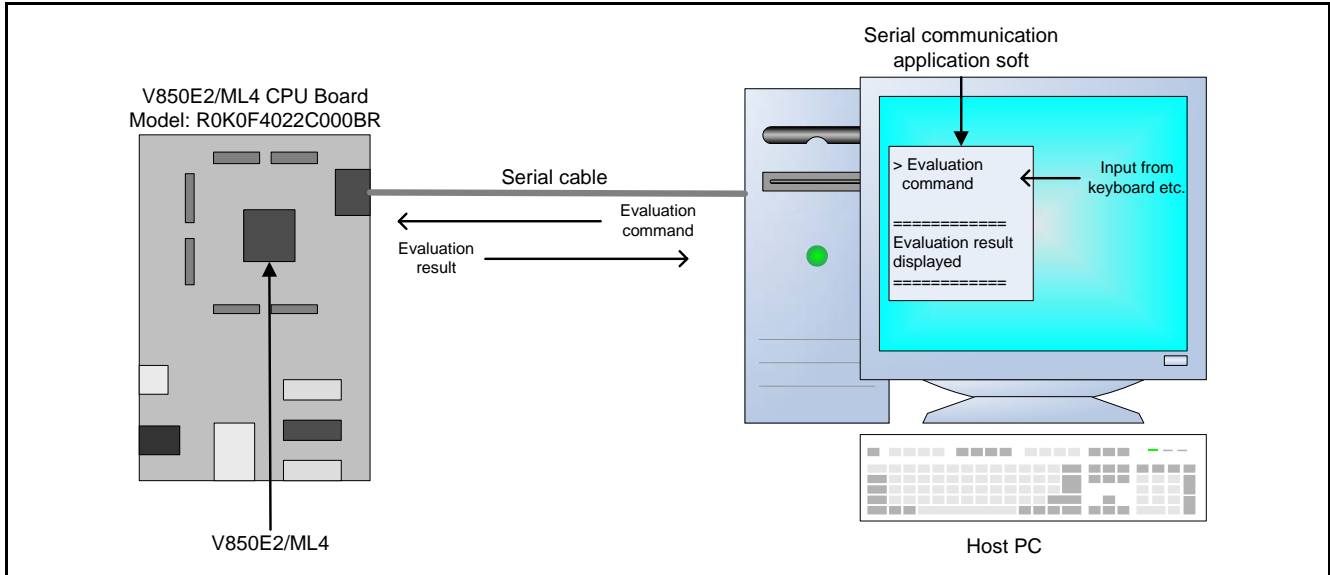 Serial communication
application soft
V850E2/ML4 CPU Board
Model: R0K0F4022C000BR
Serial cable
Evaluation
command
Evaluation
result
> Evaluation
command
============
Evaluation result
displayed
============
Input from
keyboard etc.
V850E2/ML4
Host PC